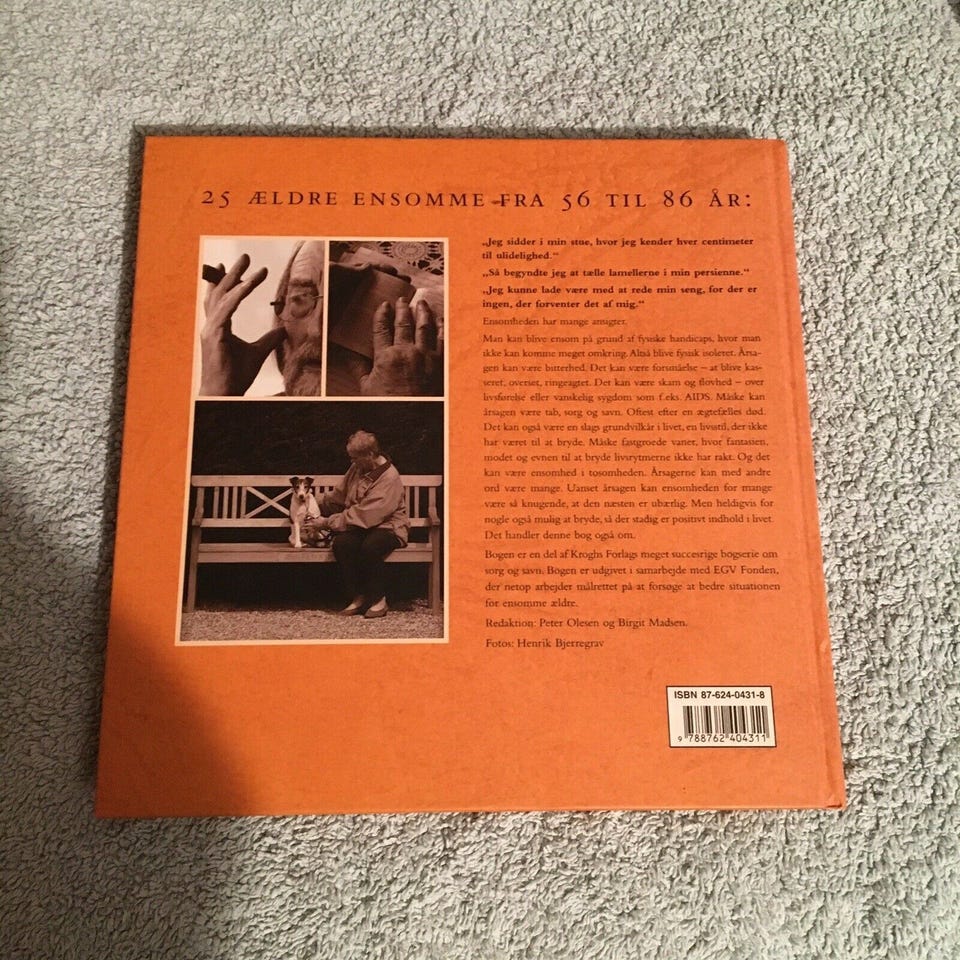 25 ÆLDRE ENSOMME FRA 56 TIL 86 ÅR:
„Jeg sidder i min stue, hvor jeg kender hver centimeter
til ulidelighed.“
„Så begyndte jeg at tælle lamellerne i min persienne.“
„Jeg kunne lade være med at rede min seng, for der er
ingen, der forventer det af mig.“
Ensomheden har mange ansigter.
Man kan blive ensom på grund af fysiske handicaps, hvor man
ikke kan komme meget omkring. Altså blive fysisk isoleret. Årsa-
gen kan være bitterhed. Det kan være forsmåelse – at blive kas-
seret, overset, ringeagtet. Det kan være skam og flovhed – over
livsførelse eller vanskelig sygdom som f.eks. AIDS. Måske kan
årsagen være tab, sorg og savn. Oftest efter en ægtefælles død.
Det kan også være en slags grundvilkår i livet, en livsstil, der ikke
har været til at bryde. Måske fastgroede vaner, hvor fantasien,
modet og evnen til at bryde livsrytmerne ikke har rakt. Og det
kan være ensomhed i tosomheden. Årsagerne kan med andre
ord være mange. Uanset årsagen kan ensomheden for mange
være så knugende, at den næsten er ubærlig. Men heldigvis for
nogle også mulig at bryde, så der stadig er positivt indhold i livet.
Det handler denne bog også om.
Bogen er en del af Kroghs Forlags meget succesrige bogserie om
sorg og savn. Bogen er udgivet i samarbejde med EGV Fonden,
der netop arbejder målrettet på at forsøge at bedre situationen
for ensomme ældre.
Redaktion: Peter Olesen og Birgit Madsen.
Fotos: Henrik Bjerregrav
ISBN 87-624-0431-8
9 788762 404311